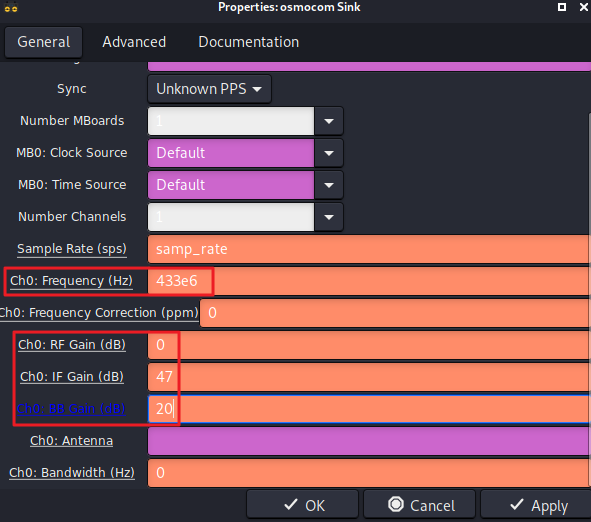 Properties: osmocom Sink
General Advanced Documentation
Sync Unknown PPS
Number MBoards 1
MB0: Clock Source Default
MB0: Time Source Default
Number Channels 1
Sample Rate (sps) samp_rate
Ch0: Frequency (Hz) 433e6
Ch0: Frequency Correction (ppm) 0
Ch0: RF Gain (dB) 0
Ch0: IF Gain (dB) 47
Ch0: BB Gain (dB) 20
Ch0: Antenna
Ch0: Bandwidth (Hz) 0
OK Cancel Apply